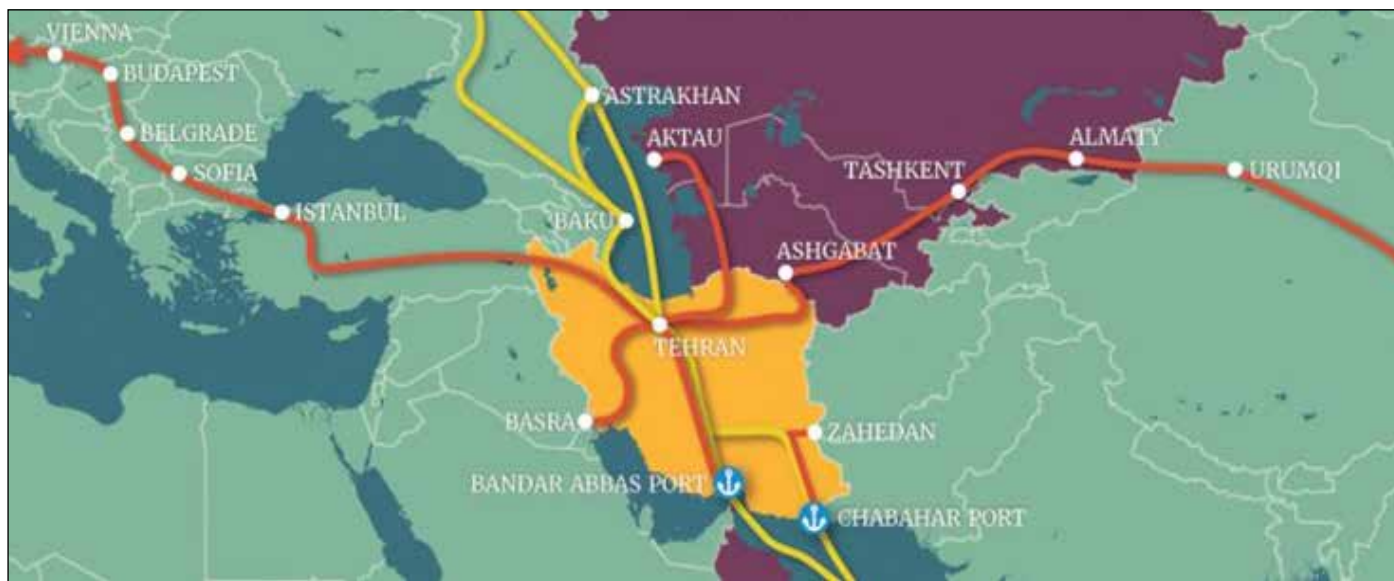 VIENNA
BUDAPEST
BELGRADE
SOFIA
ISTANBUL
ASTRAKHAN
AKTAU
BAKU
TASHKENT
ALMATY
URUMQI
ASHGABAT
TEHRAN
BASRA
ZAHEDAN
BANDAR ABBAS PORT
CHABAHAR PORT